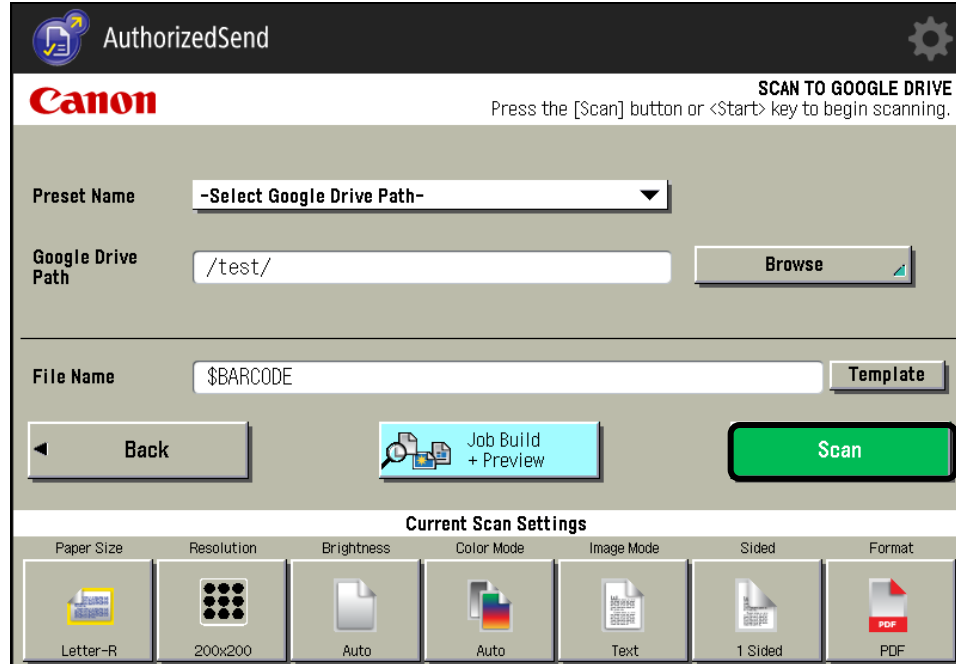 AuthorizedSend
Canon
SCAN TO GOOGLE DRIVE
Press the [Scan] button or <Start> key to begin scanning.
Preset Name
-Select Google Drive Path-
Google Drive
Path
/test/
Browse
File Name
$BARCODE
Template
Back
Job Build
+ Preview
Scan
Current Scan Settings
Paper Size Resolution Brightness Color Mode Image Mode Sided Format
PDF
Letter-R 200x200 Auto Auto Text 1 Sided PDF